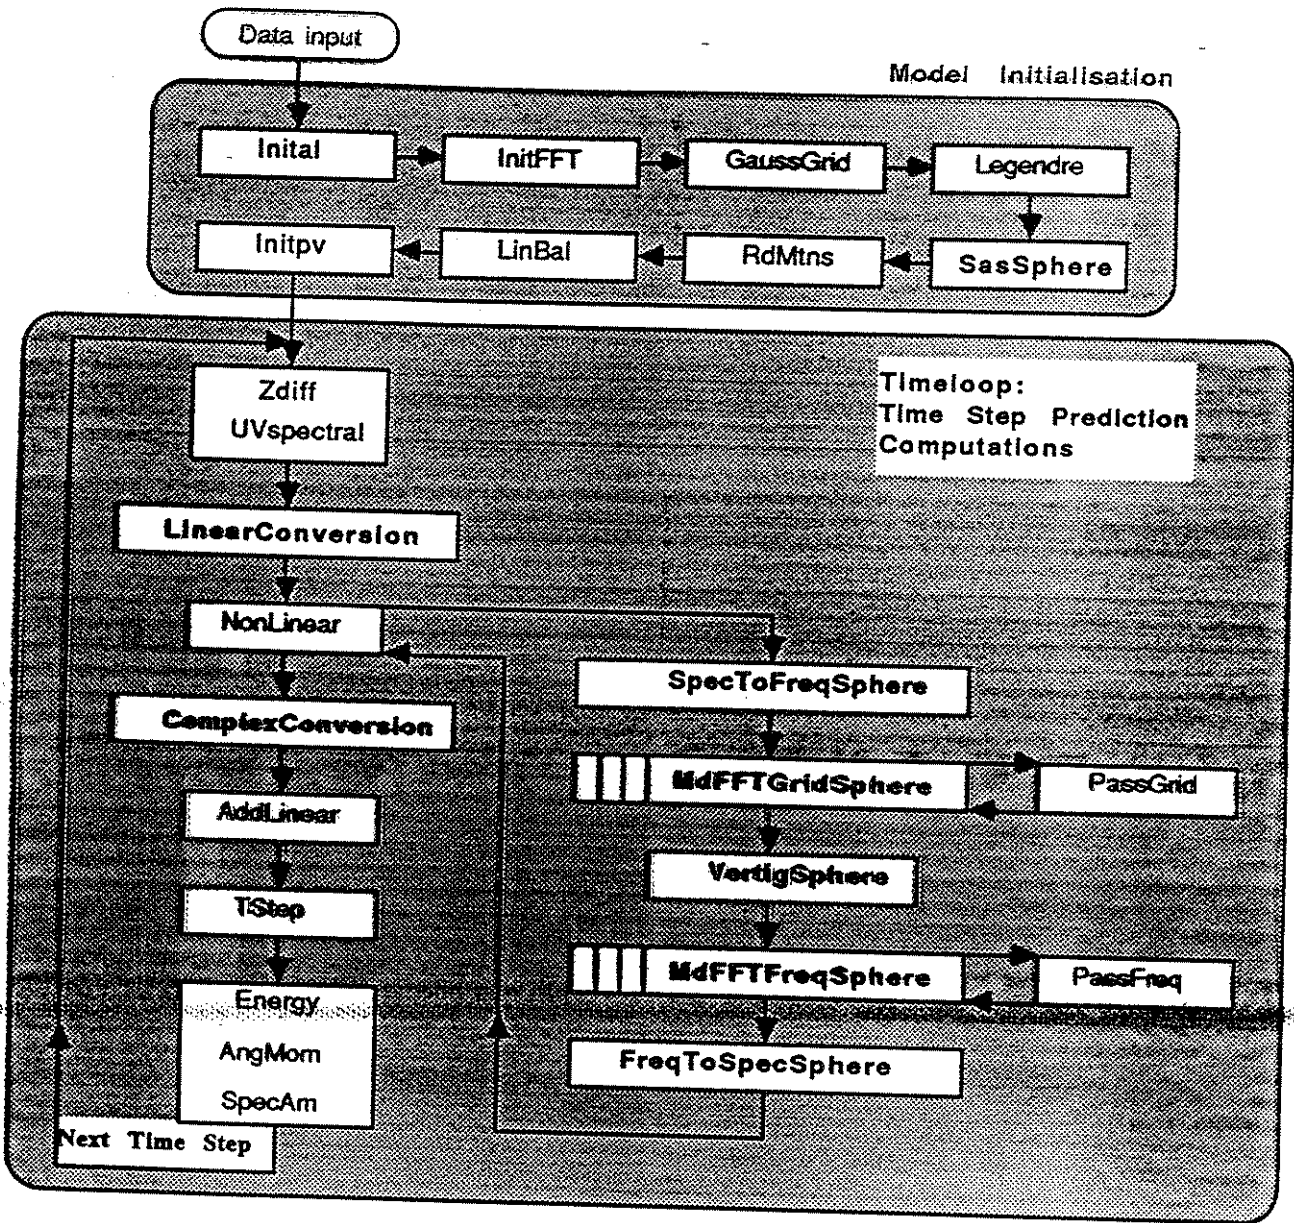 Data input
Model Initialisation
Inital
InitFFT
GaussGrid
Legendre
Initpv
LinBal
RdMtns
SasSphere
Zdiff
UVspectral
Timeloop:
Time Step Prediction
Computations
LinearConversion
NonLinear
SpecToFreqSphere
ComplexConversion
MdFFTGridSphere
PassGrid
AddLinear
VertigSphere
TStep
MdFFTFreqSphere
PassFreq
Energy
AngMom
SpecAm
FreqToSpecSphere
Next Time Step